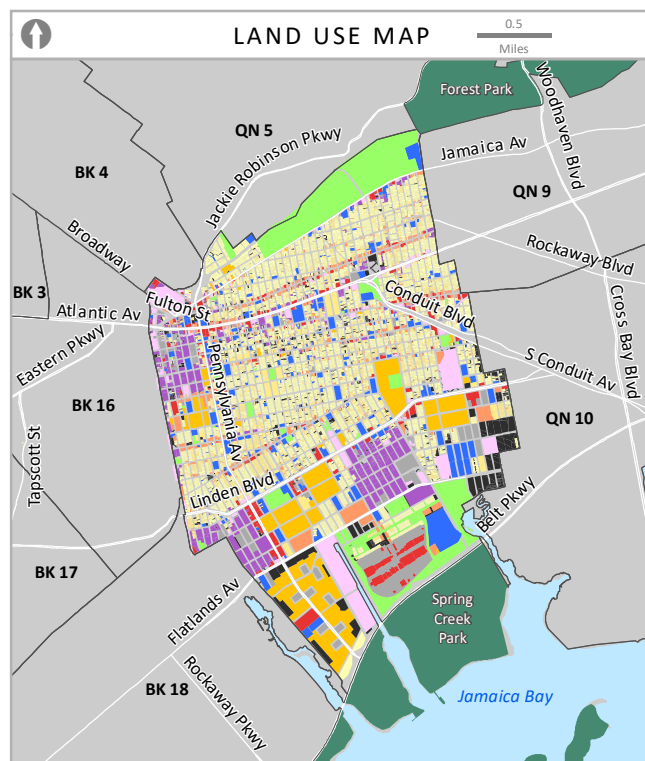 LAND USE MAP
0.5
Miles
Forest Park
Woodhaven Blvd
QN 5
Jackie Robinson Pkwy
Jamaica Av
BK 4
QN 9
Broadway
Rockaway Blvd
BK 3
Fulton St
Conduit Blvd
Cross Bay Blvd
Atlantic Av
Eastern Pkwy
Pennsylvania Av
S Conduit Av
BK 16
QN 10
Tapscott St
Linden Blvd
Belt Pkwy
BK 17
Flatlands Av
Spring
Creek
Park
BK 18
Rockaway Pkwy
Jamaica Bay